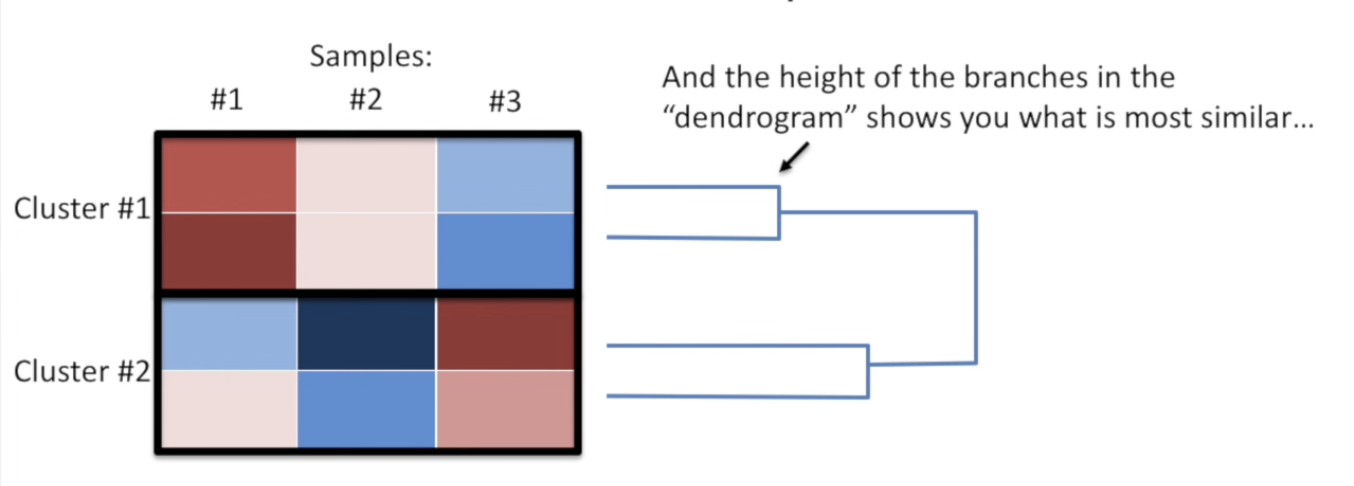 Samples:
#1 #2 #3
And the height of the branches in the
“dendrogram” shows you what is most similar...
Cluster #1
Cluster #2